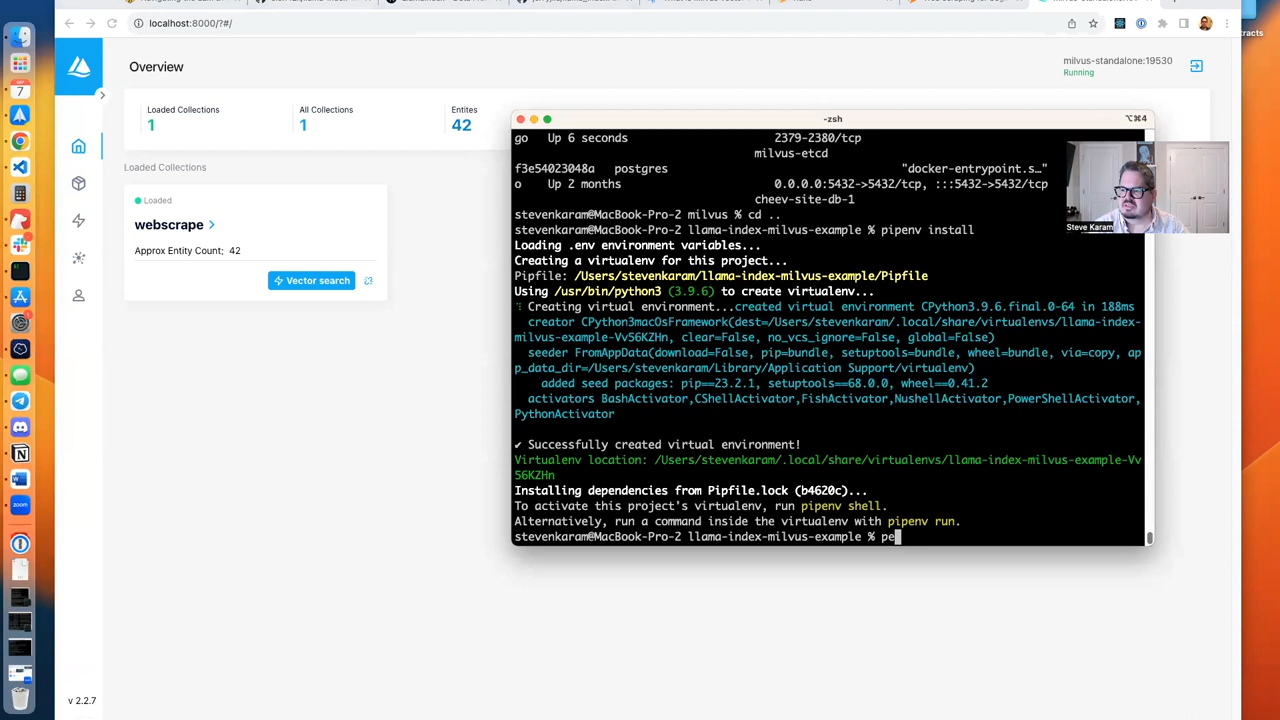 localhost:8000/?#/
tracts
Overview
milvus-standalone:19530
Running
Loaded Collections
All Collections
Entites
1
1
42
Loaded Collections
Loaded
webscrape
Approx Entity Count; 42
Vector search
v 2.2.7
-zsh
⌥⌘4
go Up 6 seconds 2379-2380/tcp
milvus-etcd
f3e54023048a postgres "docker-entrypoint.s…"
o Up 2 months 0.0.0.0:5432->5432/tcp, :::5432->5432/tcp
cheev-site-db-1
stevenkaram@MacBook-Pro-2 milvus % cd ..
stevenkaram@MacBook-Pro-2 llama-index-milvus-example % pipenv install
Loading .env environment variables...
Creating a virtualenv for this project...
Pipfile: /Users/stevenkaram/llama-index-milvus-example/Pipfile
Using /usr/bin/python3 (3.9.6) to create virtualenv...
Creating virtual environment...created virtual environment CPython3.9.6.final.0-64 in 188ms
creator CPython3macOsFramework(dest=/Users/stevenkaram/.local/share/virtualenvs/llama-index-
milvus-example-Vv56KZHn, clear=False, no_vcs_ignore=False, global=False)
seeder FromAppData(download=False, pip=bundle, setuptools=bundle, wheel=bundle, via=copy, ap
p_data_dir=/Users/stevenkaram/Library/Application Support/virtualenv)
added seed packages: pip==23.2.1, setuptools==68.0.0, wheel==0.41.2
activators BashActivator,CShellActivator,FishActivator,NushellActivator,PowerShellActivator,
PythonActivator
✔ Successfully created virtual environment!
Virtualenv location: /Users/stevenkaram/.local/share/virtualenvs/llama-index-milvus-example-Vv
56KZHn
Installing dependencies from Pipfile.lock (b4620c)...
To activate this project's virtualenv, run pipenv shell.
Alternatively, run a command inside the virtualenv with pipenv run.
stevenkaram@MacBook-Pro-2 llama-index-milvus-example % pe
Steve Karam